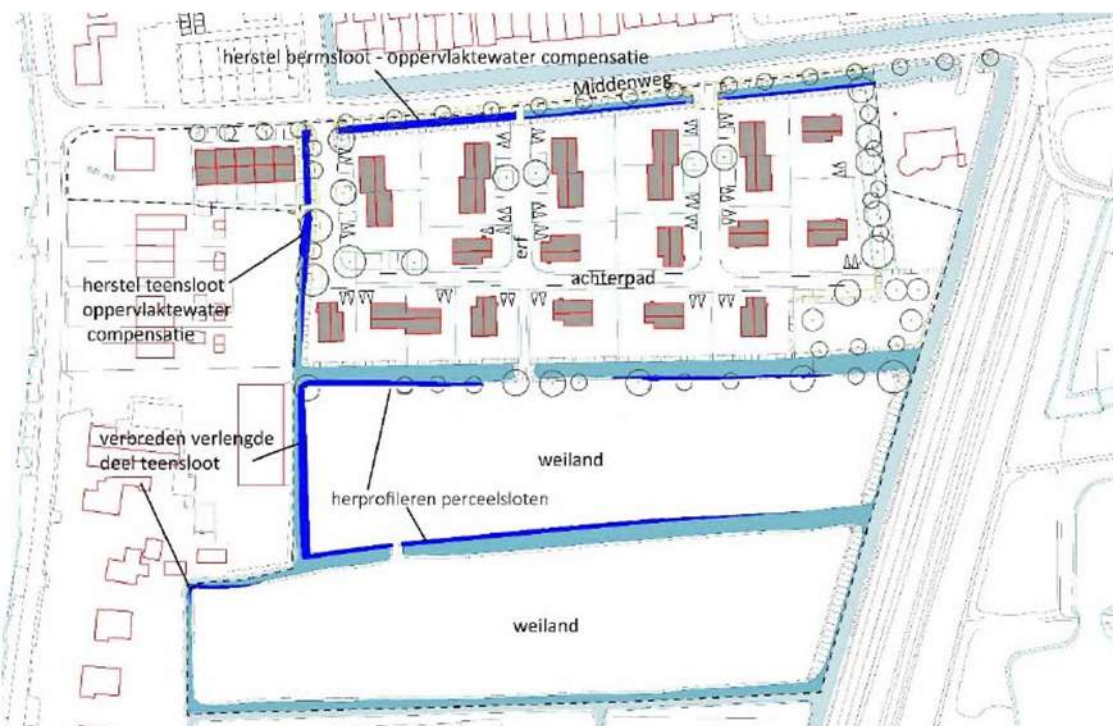 herstel bermsloot - oppervlaktewater compensatie
Middenweg
erf
achterpad
herstel teensloot
oppervlaktewater
compensatie
verbreden verlengde
deel teensloot
weiland
herprofileren perceelsloten
weiland